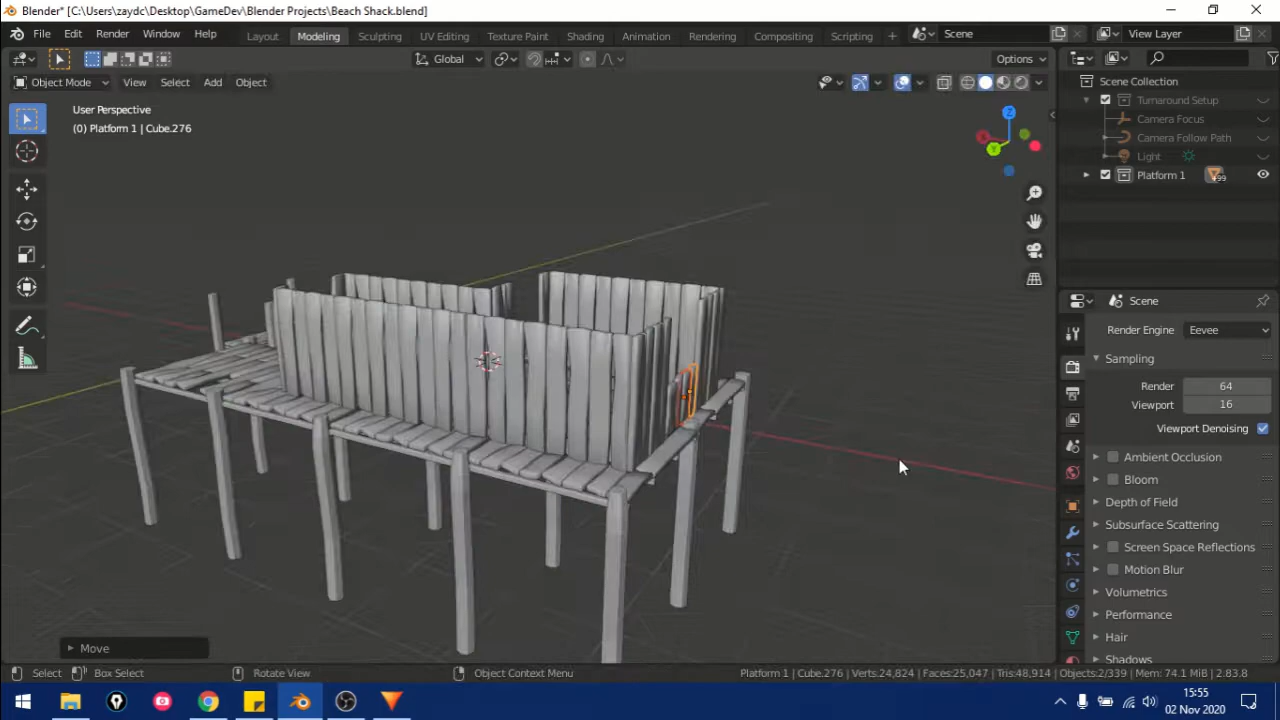 Blender* [C:\Users\zaydc\Desktop\GameDev\Blender Projects\Beach Shack.blend]
File Edit Render Window Help Layout Modeling Sculpting UV Editing Texture Paint Shading Animation Rendering Compositing Scripting + Scene View Layer
Global Options
Object Mode View Select Add Object
User Perspective
(0) Platform 1 | Cube.276
Z
Y
Scene Collection
Turnaround Setup
Camera Focus
Camera Follow Path
Light
Platform 1
Scene
Render Engine Eevee
Sampling
Render 64
Viewport 16
Viewport Denoising
Ambient Occlusion
Bloom
Depth of Field
Subsurface Scattering
Screen Space Reflections
Motion Blur
Volumetrics
Performance
Hair
Shadows
Move
Select Box Select Rotate View Object Context Menu Platform 1 | Cube.276 | Verts:24,824 | Faces:25,047 | Tris:48,914 | Objects:2/339 | Mem: 74.1 MiB | 2.83.8
15:55
02 Nov 2020